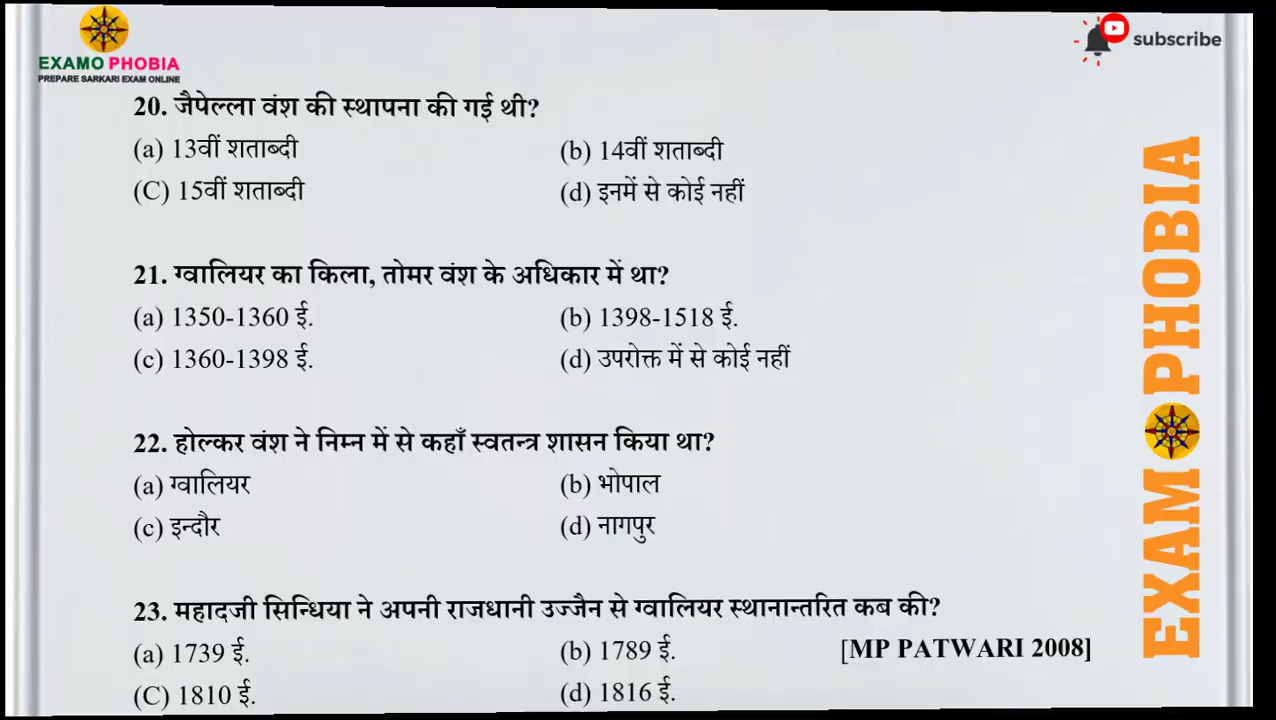 EXAMO PHOBIA
PREPARE SARKARI EXAM ONLINE
subscribe
20. जैपेल्ला वंश की स्थापना की गई थी?
(a) 13वीं शताब्दी (b) 14वीं शताब्दी
(C) 15वीं शताब्दी (d) इनमें से कोई नहीं
21. ग्वालियर का किला, तोमर वंश के अधिकार में था?
(a) 1350-1360 ई. (b) 1398-1518 ई.
(c) 1360-1398 ई. (d) उपरोक्त में से कोई नहीं
22. होल्कर वंश ने निम्न में से कहाँ स्वतन्त्र शासन किया था?
(a) ग्वालियर (b) भोपाल
(c) इन्दौर (d) नागपुर
23. महादजी सिन्धिया ने अपनी राजधानी उज्जैन से ग्वालियर स्थानान्तरित कब की?
(a) 1739 ई. (b) 1789 ई. [MP PATWARI 2008]
(C) 1810 ई. (d) 1816 ई.
EXAM PHOBIA